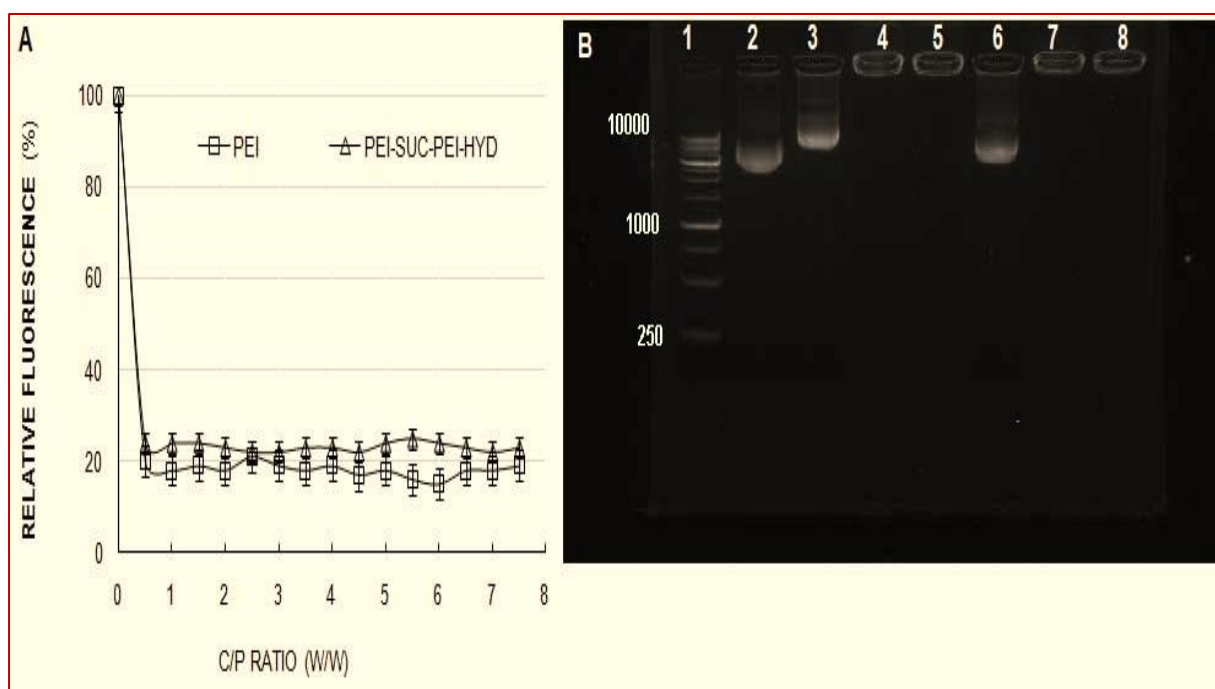 A
RELATIVE FLUORESCENCE (%)
100
80
60
40
20
0
PEI
PEI-SUC-PEI-HYD
0 1 2 3 4 5 6 7 8
C/P RATIO (W/W)
B
1 2 3 4 5 6 7 8
10000
1000
250